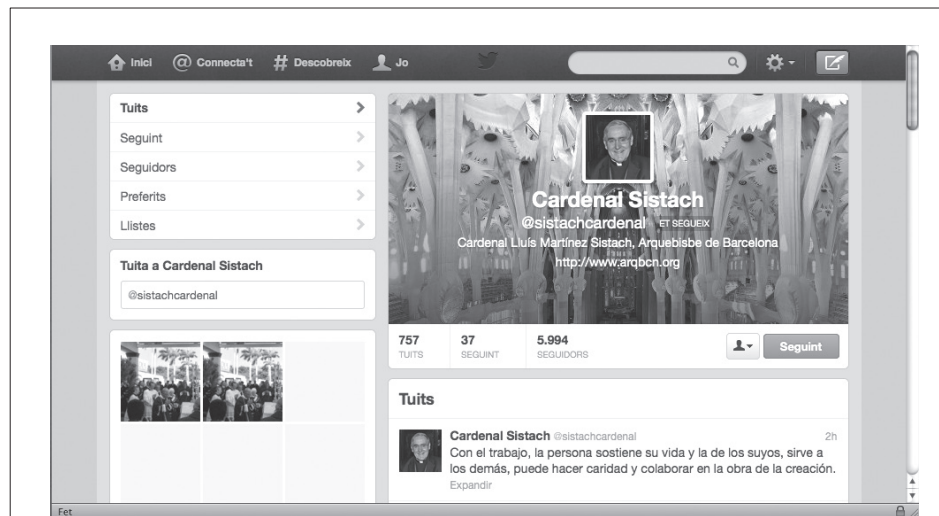 Inici @ Connecta't # Descobreix Jo
Tuits
Seguint
Seguidors
Preferits
Llistes
Tuita a Cardenal Sistach
@sistachcardenal
Cardenal Sistach
@sistachcardenal ET SEGUEIX
Cardenal Lluís Martínez Sistach, Arquebisbe de Barcelona
http://www.arqbcn.org
757 37 5.994
TUITS SEGUINT SEGUIDORS
Seguint
Tuits
Cardenal Sistach @sistachcardenal 2h
Con el trabajo, la persona sostiene su vida y la de los suyos, sirve a
los demás, puede hacer caridad y colaborar en la obra de la creación.
Expandir
Fet